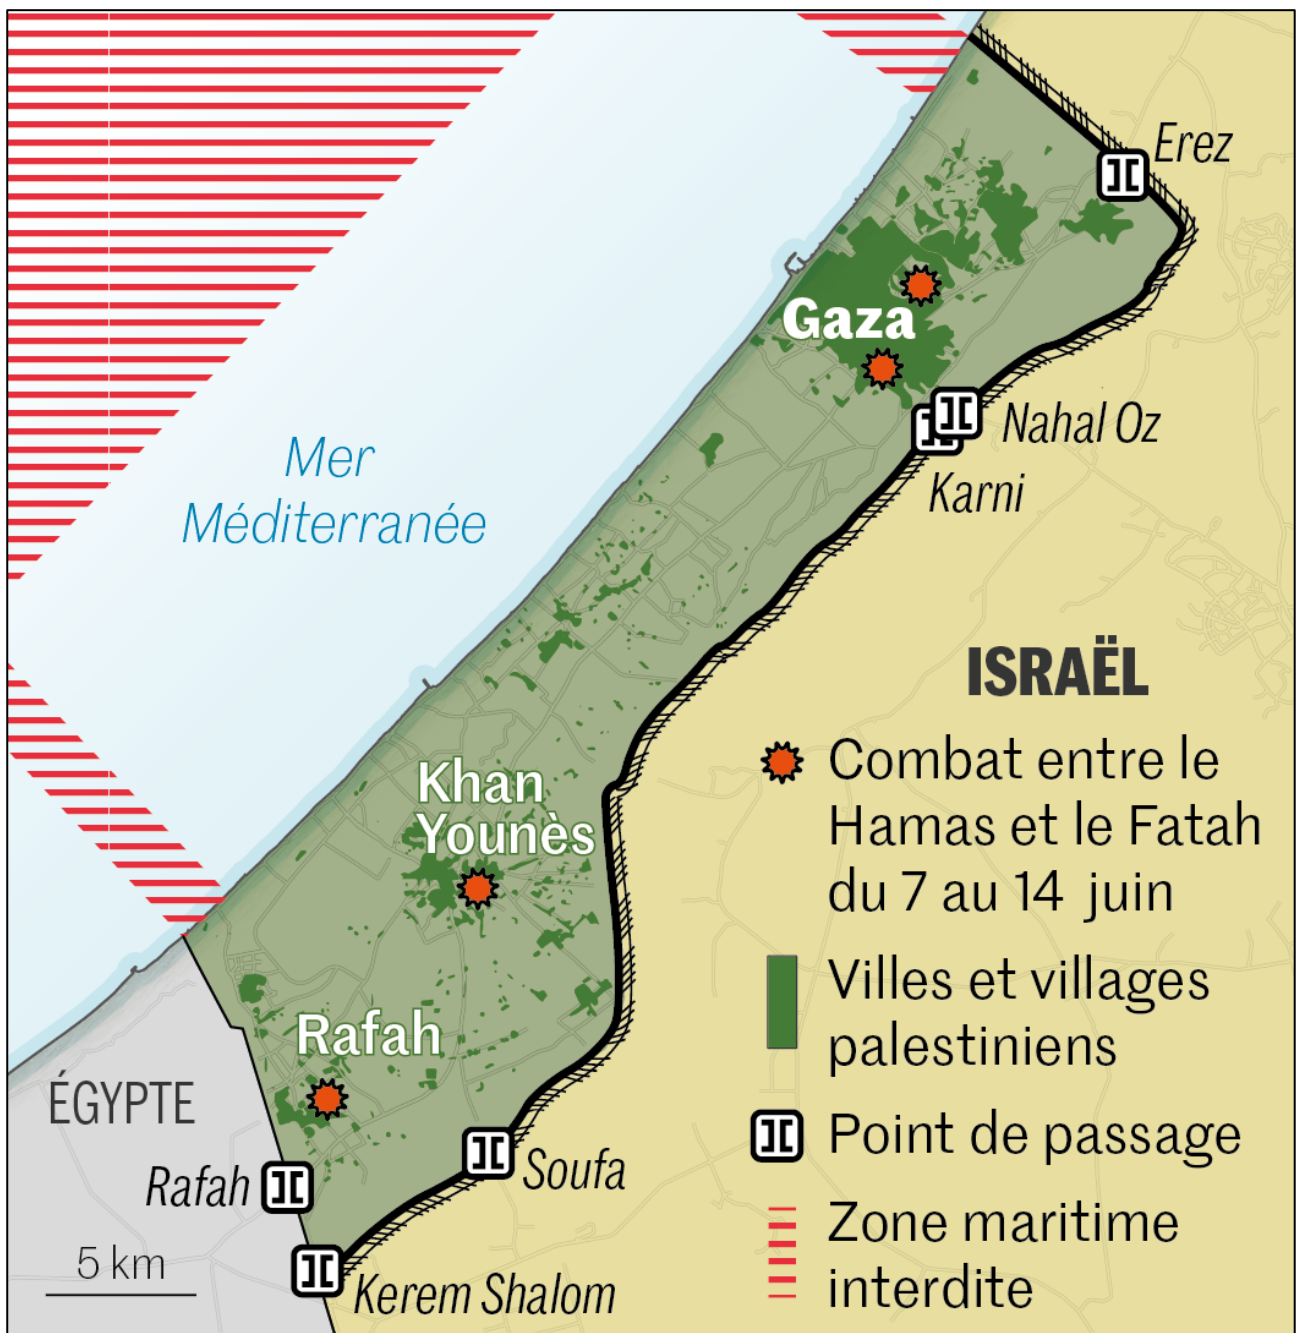 Erez
Gaza
Nahal Oz
Karni
Mer
Méditerranée
ISRAËL
Khan
Younès
Rafah
ÉGYPTE
Rafah
Soufa
Kerem Shalom
5 km
Combat entre le
Hamas et le Fatah
du 7 au 14 juin
Villes et villages
palestiniens
Point de passage
Zone maritime
interdite